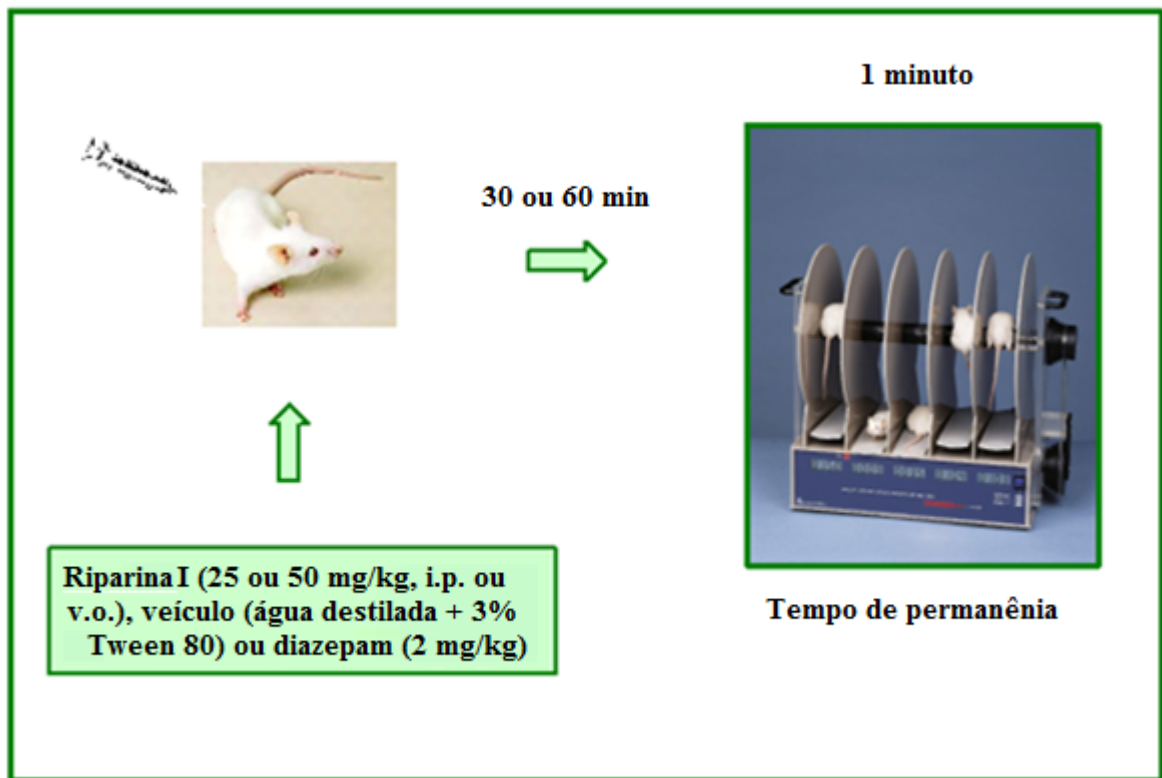 1 minuto
30 ou 60 min
Riparina I (25 ou 50 mg/kg, i.p. ou
v.o.), veículo (água destilada + 3%
Tween 80) ou diazepam (2 mg/kg)
Tempo de permanênia